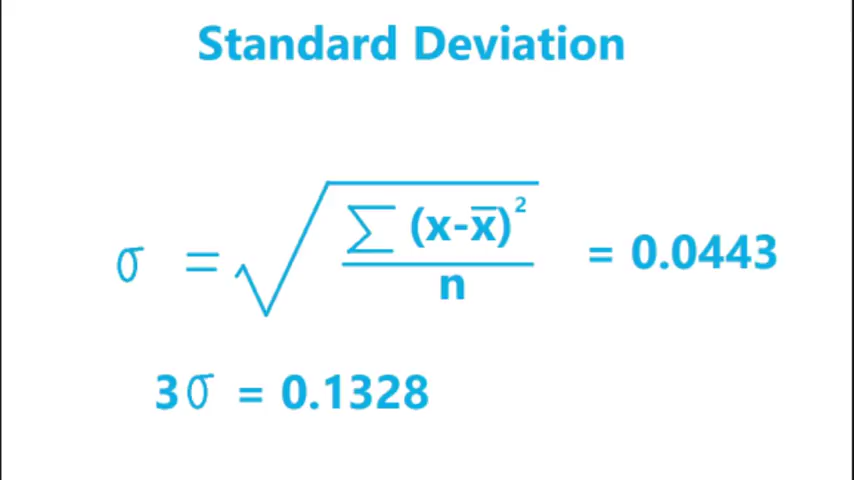 Standard Deviation
σ = √ ∑ (x-x̄)² / n = 0.0443
3σ = 0.1328